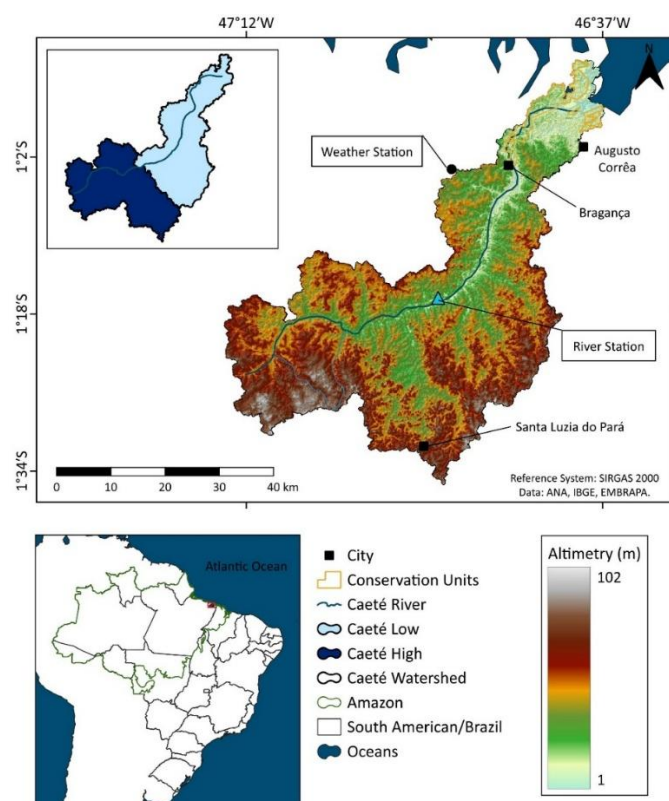 47°12'W
46°37'W
1°2'S
1°18'S
1°34'S
N
Weather Station
Augusto
Corrêa
Bragança
River Station
Santa Luzia do Pará
0 10 20 30 40 km
Reference System: SIRGAS 2000
Data: ANA, IBGE, EMBRAPA.
Atlantic Ocean
City
Conservation Units
Caeté River
Caeté Low
Caeté High
Caeté Watershed
Amazon
South American/Brazil
Oceans
Altimetry (m)
102
1